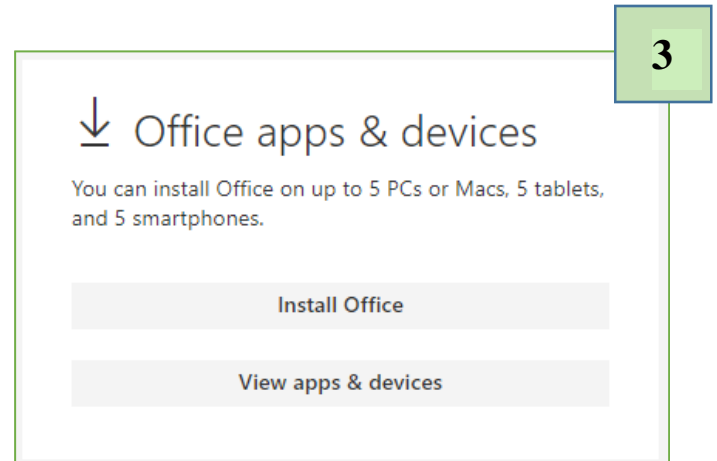 3
Office apps & devices
You can install Office on up to 5 PCs or Macs, 5 tablets,
and 5 smartphones.
Install Office
View apps & devices